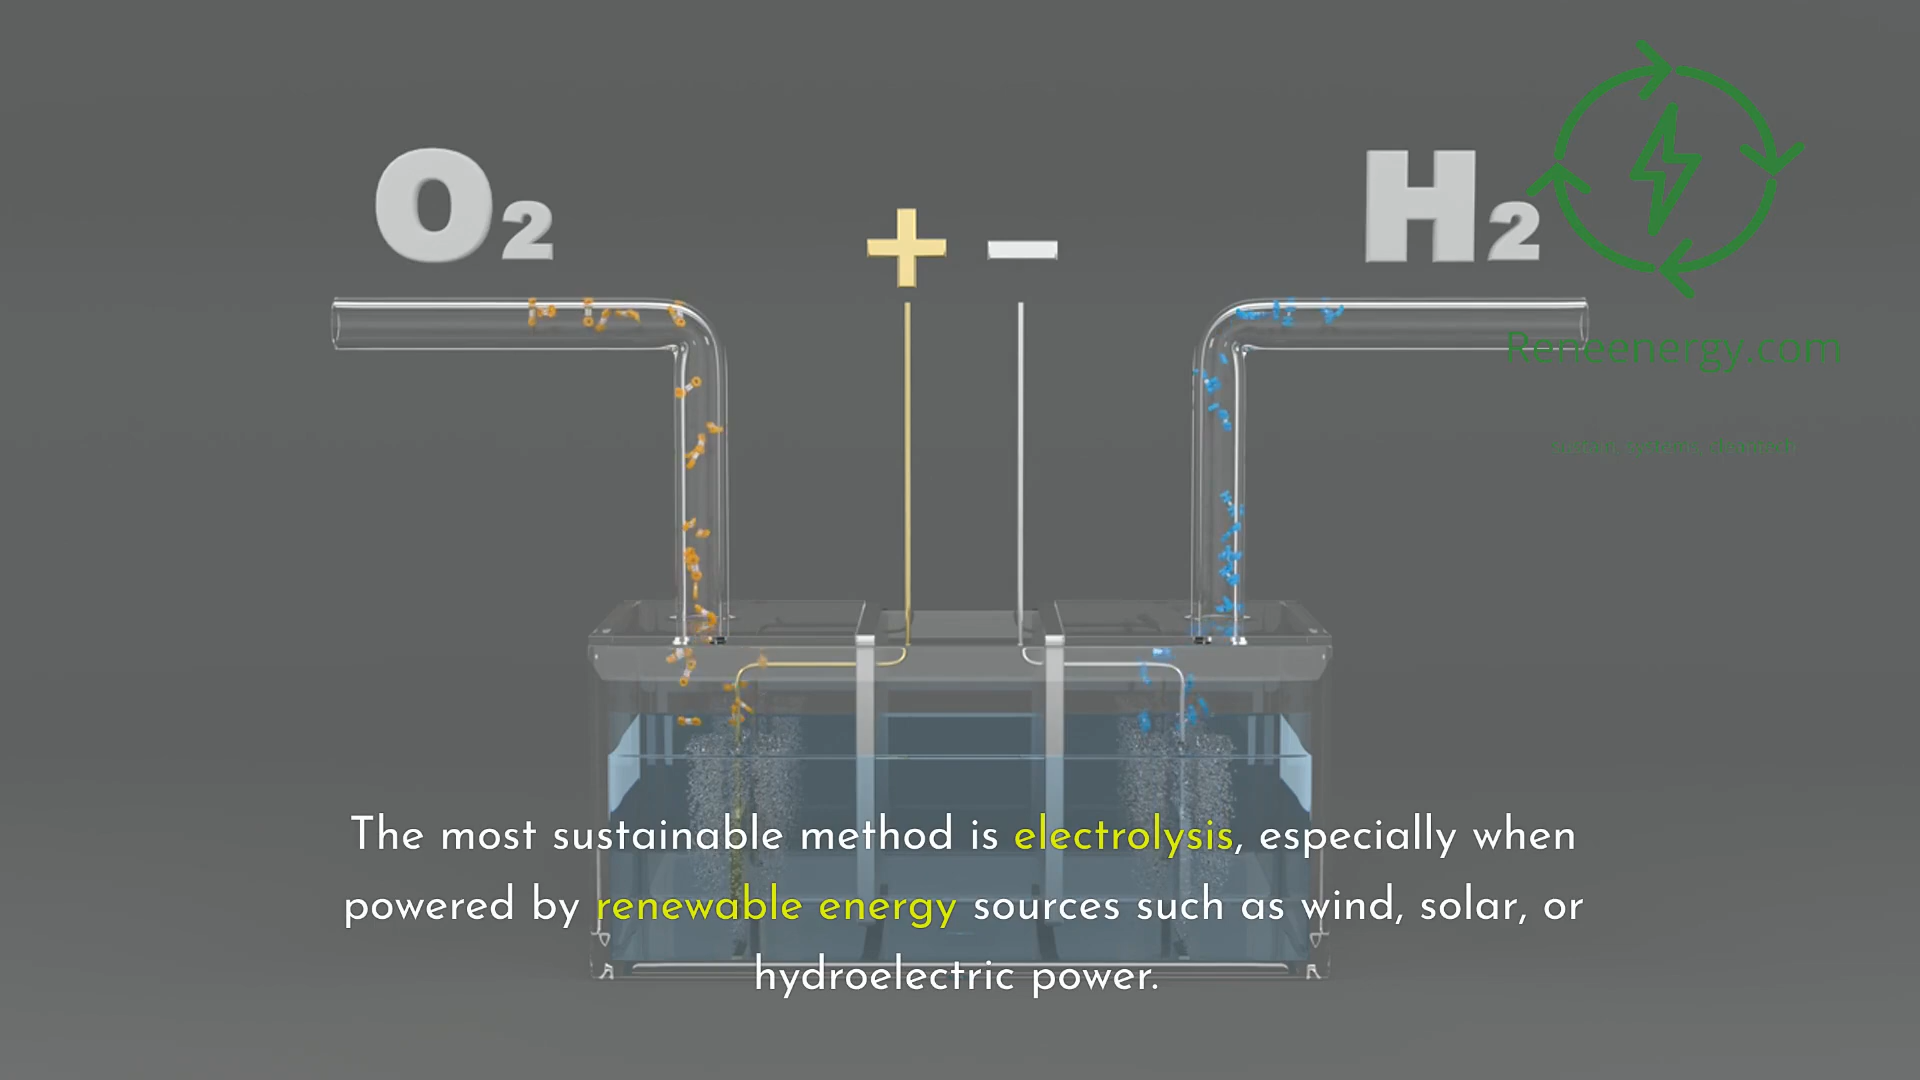 O2
+ −
H2
Reneenergy.com
The most sustainable method is electrolysis, especially when
powered by renewable energy sources such as wind, solar, or
hydroelectric power.